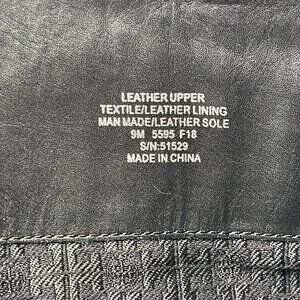 LEATHER UPPER
TEXTILE/LEATHER LINING
MAN MADE/LEATHER SOLE
9M 5595 F18
S/N:51529
MADE IN CHINA